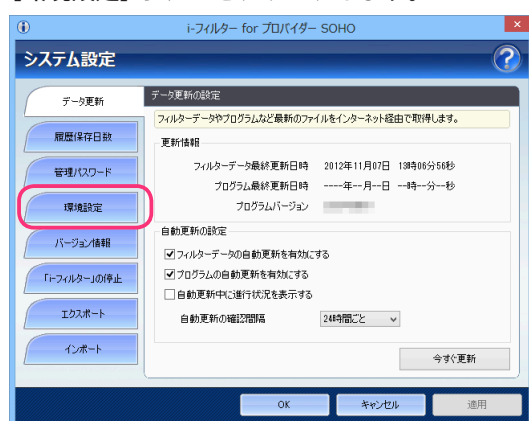 i-フィルター for プロバイダー SOHO
システム設定
データ更新
履歴保存日数
管理パスワード
環境設定
バージョン情報
「i-フィルター」の停止
エクスポート
インポート
データ更新の設定
フィルターデータやプログラムなど最新のファイルをインターネット経由で取得します。
更新情報
フィルターデータ最終更新日時 2012年11月07日 13時06分56秒
プログラム最終更新日時 ----年--月--日 --時--分--秒
プログラムバージョン
自動更新の設定
フィルターデータの自動更新を有効にする
プログラムの自動更新を有効にする
自動更新中に進行状況を表示する
自動更新の確認間隔 24時間ごと
今すぐ更新
OK キャンセル 適用